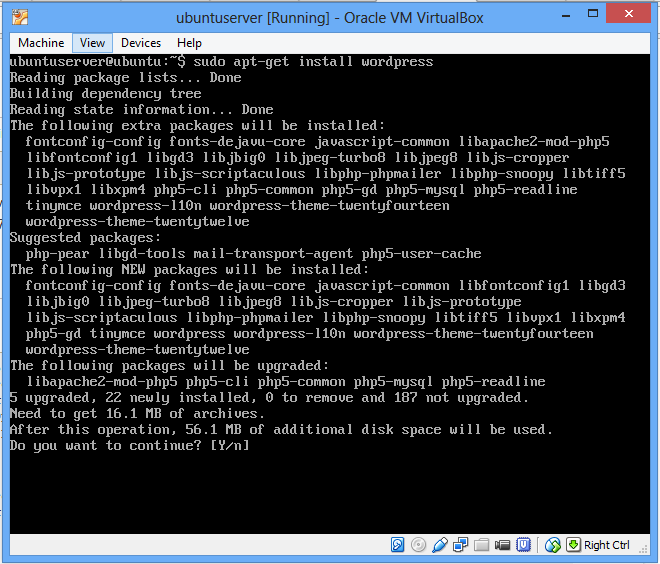 ubuntuserver [Running] - Oracle VM VirtualBox
Machine View Devices Help
ubuntuserver@ubuntu:~$ sudo apt-get install wordpress
Reading package lists... Done
Building dependency tree
Reading state information... Done
The following extra packages will be installed:
  fontconfig-config fonts-dejavu-core javascript-common libapache2-mod-php5
  libfontconfig1 libgd3 libjbig0 libjpeg-turbo8 libjpeg8 libjs-cropper
  libjs-prototype libjs-scriptaculous libphp-phpmailer libphp-snoopy libtiff5
  libvpx1 libxpm4 php5-cli php5-common php5-gd php5-mysql php5-readline
  tinymce wordpress-l10n wordpress-theme-twentyfourteen
  wordpress-theme-twentytwelve
Suggested packages:
  php-pear libgd-tools mail-transport-agent php5-user-cache
The following NEW packages will be installed:
  fontconfig-config fonts-dejavu-core javascript-common libfontconfig1 libgd3
  libjbig0 libjpeg-turbo8 libjpeg8 libjs-cropper libjs-prototype
  libjs-scriptaculous libphp-phpmailer libphp-snoopy libtiff5 libvpx1 libxpm4
  php5-gd tinymce wordpress wordpress-l10n wordpress-theme-twentyfourteen
  wordpress-theme-twentytwelve
The following packages will be upgraded:
  libapache2-mod-php5 php5-cli php5-common php5-mysql php5-readline
5 upgraded, 22 newly installed, 0 to remove and 187 not upgraded.
Need to get 16.1 MB of archives.
After this operation, 56.1 MB of additional disk space will be used.
Do you want to continue? [Y/n]
Right Ctrl